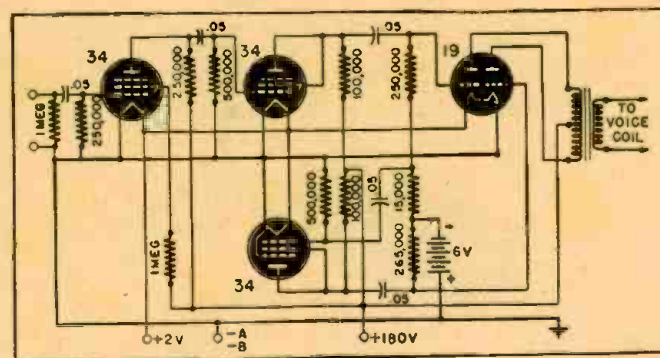 34
.05
34
.05
19
1 MEG
.05
250,000
250,000
500,000
100,000
250,000
TO
VOICE
COIL
1 MEG
34
500,000
100,000
.05
15,000
265,000
-
6V
+
.05
+2V
-A
-B
+180V